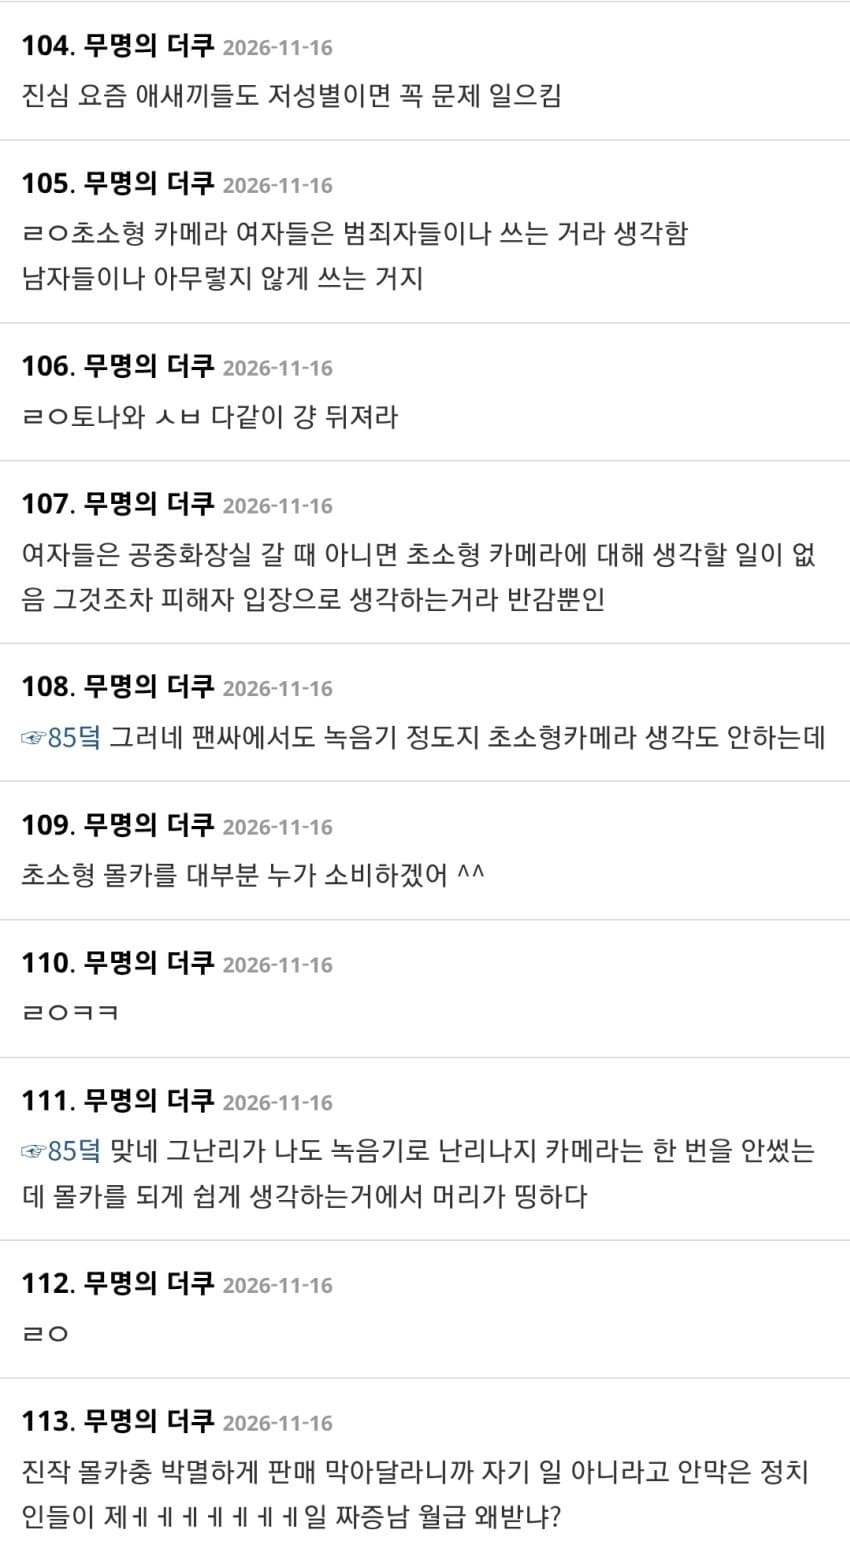 104. 무명의 더쿠 2026-11-16
진심 요즘 애새끼들도 저성별이면 꼭 문제 일으킴
105. 무명의 더쿠 2026-11-16
ㄹㅇ초소형 카메라 여자들은 범죄자들이나 쓰는 거라 생각함
남자들이나 아무렇지 않게 쓰는 거지
106. 무명의 더쿠 2026-11-16
ㄹㅇ토나와 ㅅㅂ 다같이 걍 뒤져라
107. 무명의 더쿠 2026-11-16
여자들은 공중화장실 갈 때 아니면 초소형 카메라에 대해 생각할 일이 없
음 그것조차 피해자 입장으로 생각하는거라 반감뿐인
108. 무명의 더쿠 2026-11-16
☞85덬 그러네 팬싸에서도 녹음기 정도지 초소형카메라 생각도 안하는데
109. 무명의 더쿠 2026-11-16
초소형 몰카를 대부분 누가 소비하겠어 ^^
110. 무명의 더쿠 2026-11-16
ㄹㅇㅋㅋ
111. 무명의 더쿠 2026-11-16
☞85덬 맞네 그난리가 나도 녹음기로 난리나지 카메라는 한 번을 안썼는
데 몰카를 되게 쉽게 생각하는거에서 머리가 띵하다
112. 무명의 더쿠 2026-11-16
ㄹㅇ
113. 무명의 더쿠 2026-11-16
진작 몰카충 박멸하게 판매 막아달라니까 자기 일 아니라고 안막은 정치
인들이 제ㅔㅔㅔㅔㅔㅔㅔ일 짜증남 월급 왜받냐?